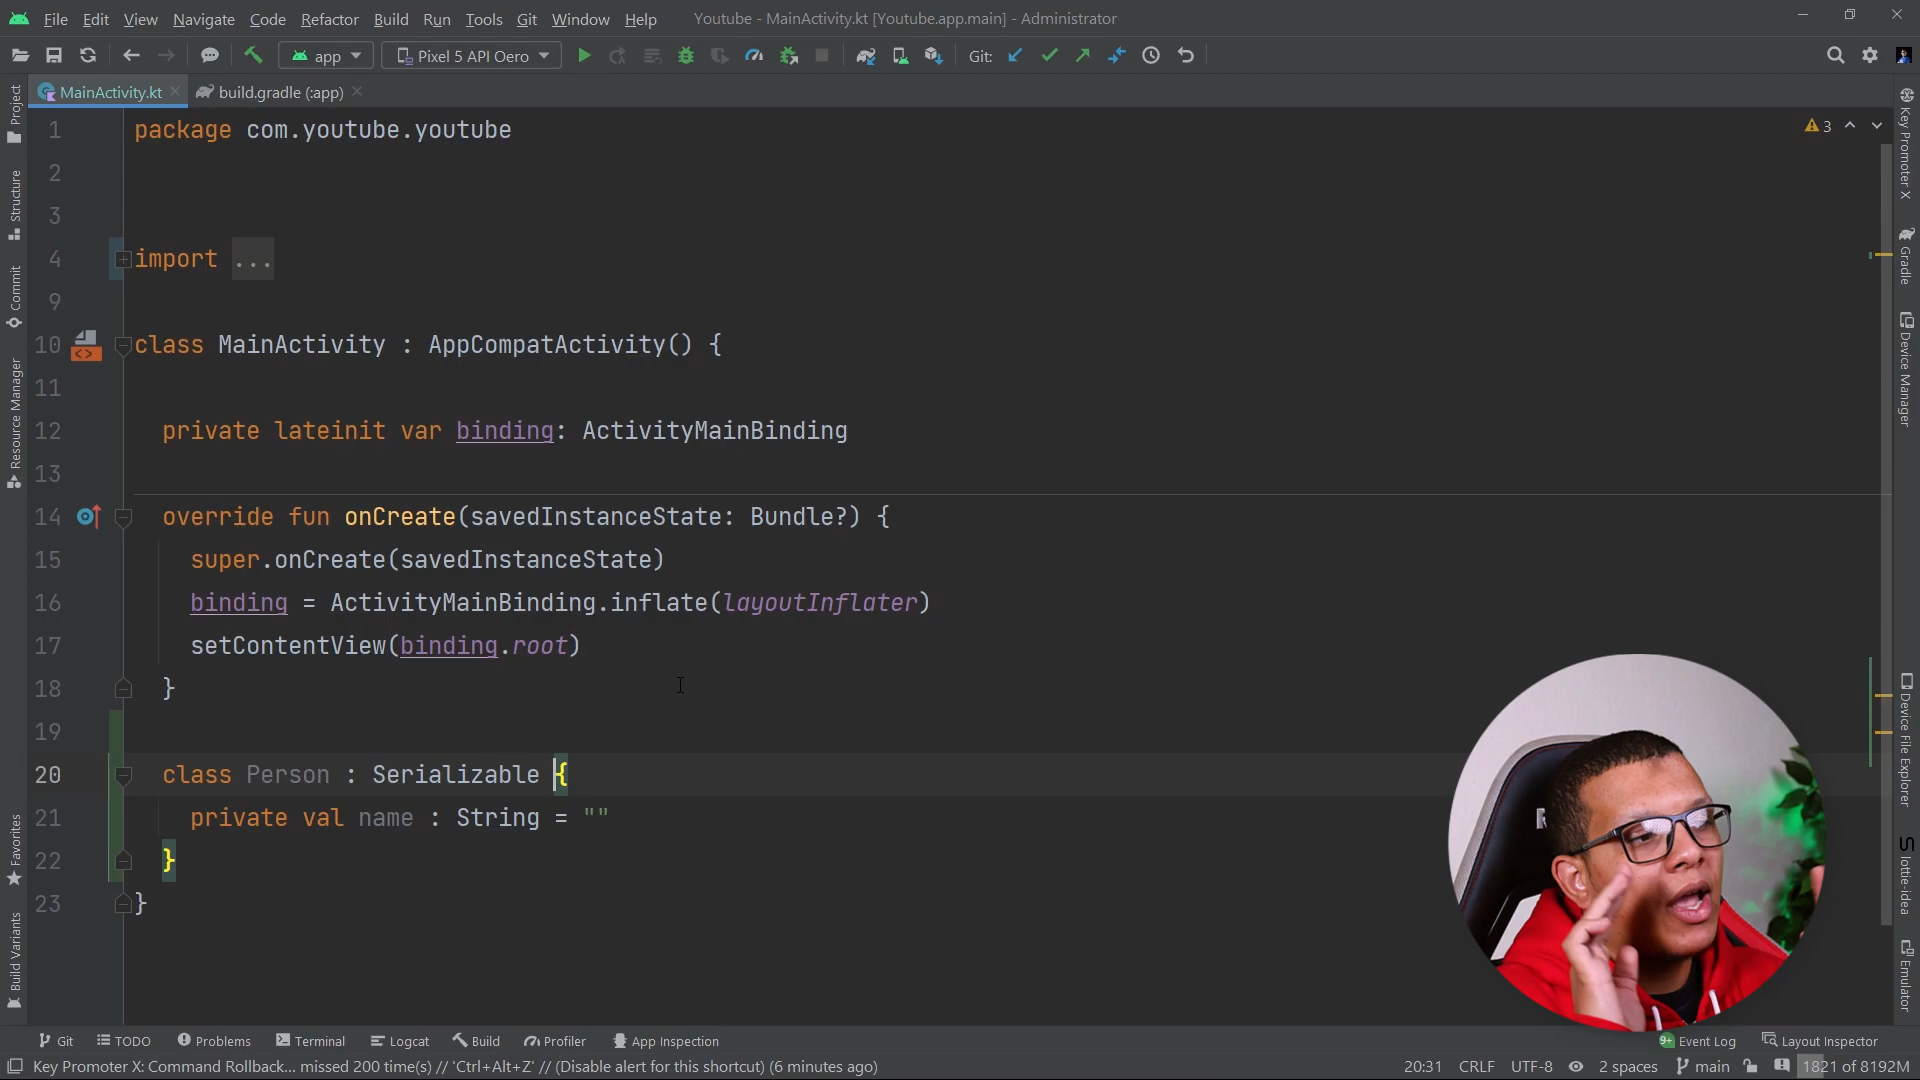 File Edit View Navigate Code Refactor Build Run Tools Git Window Help Youtube - MainActivity.kt [Youtube.app.main] - Administrator
app Pixel 5 API Oero Git:
MainActivity.kt build.gradle (:app)
1 package com.youtube.youtube
3
2
3
4 import ...
9
10 class MainActivity : AppCompatActivity() {
11
12 private lateinit var binding: ActivityMainBinding
13
14 override fun onCreate(savedInstanceState: Bundle?) {
15 super.onCreate(savedInstanceState)
16 binding = ActivityMainBinding.inflate(layoutInflater)
17 setContentView(binding.root)
18 }
19
20 class Person : Serializable {
21 private val name : String = ""
22 }
23 }
Project
Structure
Commit
Resource Manager
Favorites
Build Variants
Key Promoter X
Gradle
Device Manager
Device File Explorer
lottie-idea
Emulator
Git TODO Problems Terminal Logcat Build Profiler App Inspection 9+ Event Log Layout Inspector
Key Promoter X: Command Rollback... missed 200 time(s) // 'Ctrl+Alt+Z' // (Disable alert for this shortcut) (6 minutes ago) 20:31 CRLF UTF-8 2 spaces main 1821 of 8192M